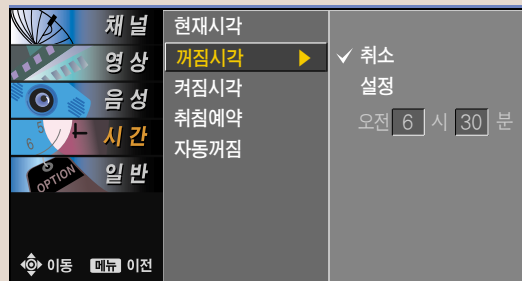 채널
영상
음성
시간
일반
5
6
OPTION
이동 메뉴 이전
현재시각
꺼짐시각
켜짐시각
취침예약
자동꺼짐
취소
설정
오전 6 시 30 분